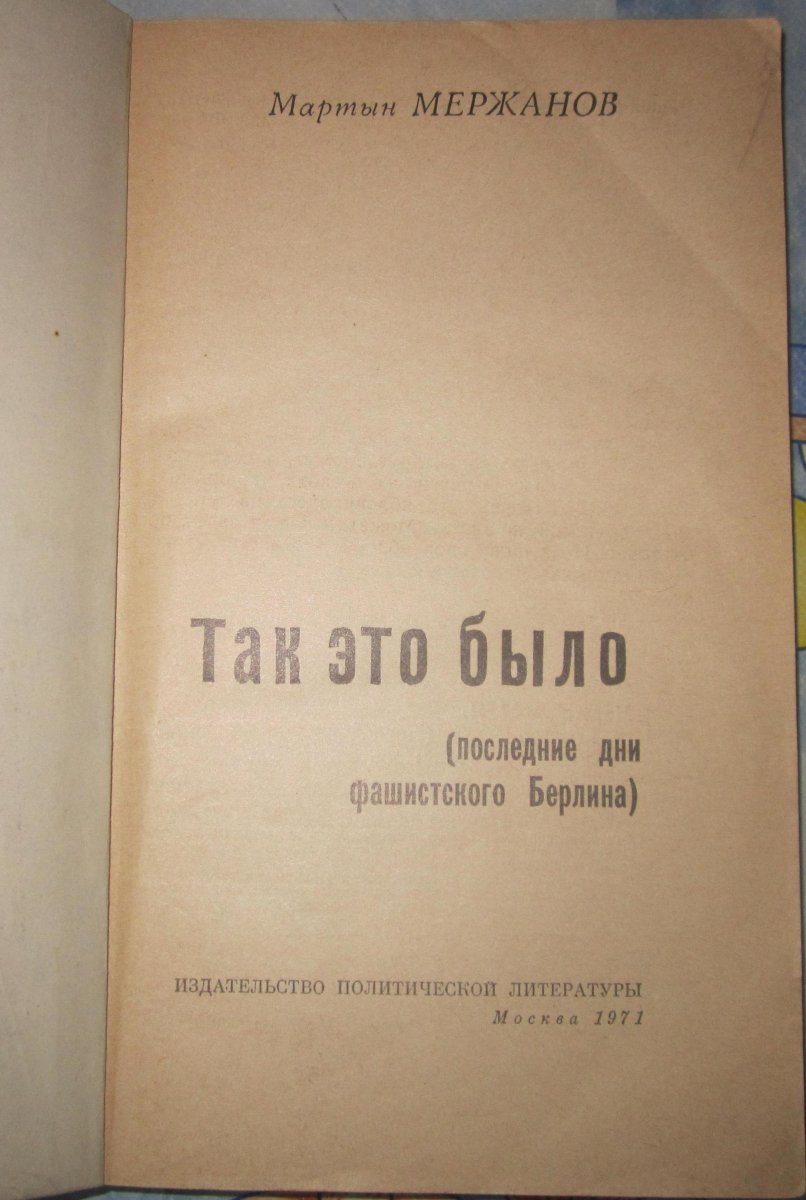 Мартын МЕРЖАНОВ
Так это было
(последние дни
фашистского Берлина)
ИЗДАТЕЛЬСТВО ПОЛИТИЧЕСКОЙ ЛИТЕРАТУРЫ
Москва 1971